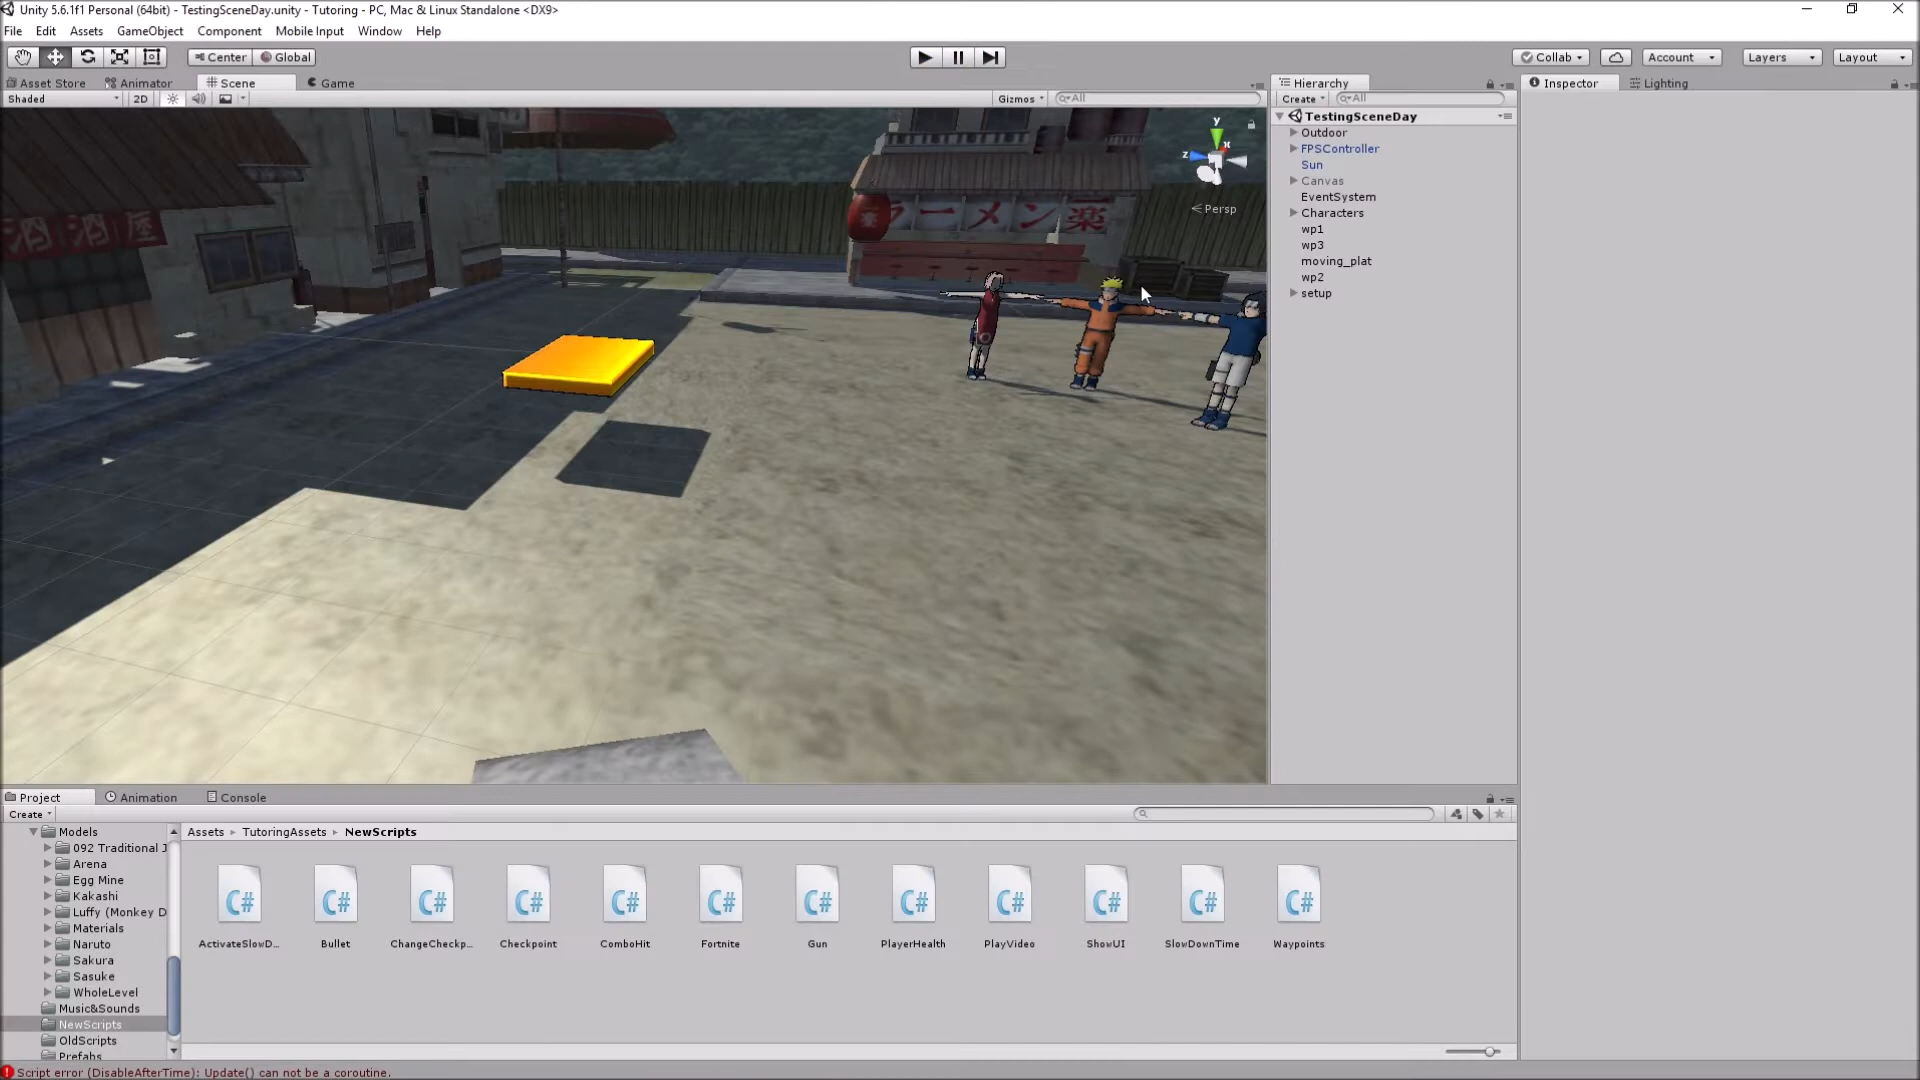 Unity 5.6.1f1 Personal (64bit) - TestingSceneDay.unity - Tutoring - PC, Mac & Linux Standalone <DX9>
File Edit Assets GameObject Component Mobile Input Window Help
Center Global Collab Account Layers Layout
Asset Store Animator Scene Game
Shaded 2D Gizmos All
y
x
z
Persp
酒 酒 屋
ラーメン 一楽
Hierarchy
Create All
TestingSceneDay
Outdoor
FPSController
Sun
Canvas
EventSystem
Characters
wp1
wp3
moving_plat
wp2
setup
Inspector Lighting
Project Animation Console
Create
Models
092 Traditional J
Arena
Egg Mine
Kakashi
Luffy (Monkey D
Materials
Naruto
Sakura
Sasuke
WholeLevel
Music&Sounds
NewScripts
OldScripts
Prefabs
Assets ▸ TutoringAssets ▸ NewScripts
C# C# C# C# C# C# C# C# C# C# C# C#
ActivateSlowD... Bullet ChangeCheckp... Checkpoint ComboHit Fortnite Gun PlayerHealth PlayVideo ShowUI SlowDownTime Waypoints
Script error (DisableAfterTime): Update() can not be a coroutine.